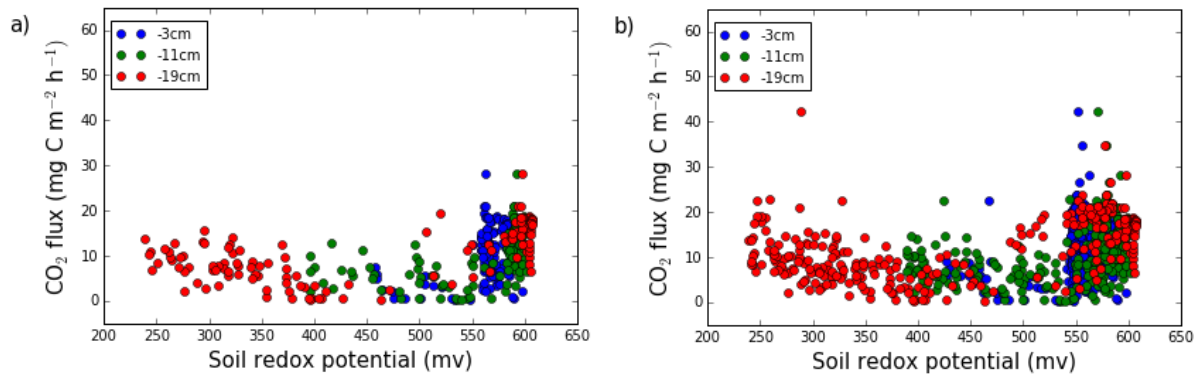 a)
CO₂ flux (mg C m⁻² h⁻¹)
60
50
40
30
20
10
0
-3cm
-11cm
-19cm
200 250 300 350 400 450 500 550 600 650
Soil redox potential (mv)
b)
CO₂ flux (mg C m⁻² h⁻¹)
60
50
40
30
20
10
0
-3cm
-11cm
-19cm
200 250 300 350 400 450 500 550 600 650
Soil redox potential (mv)